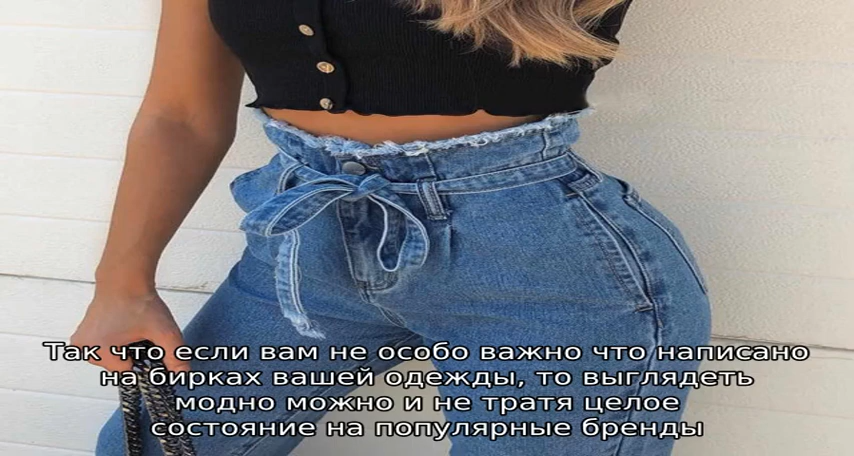 Так что если вам не особо важно что написано
на бирках вашей одежды, то выглядеть
модно можно и не тратя целое
состояние на популярные бренды